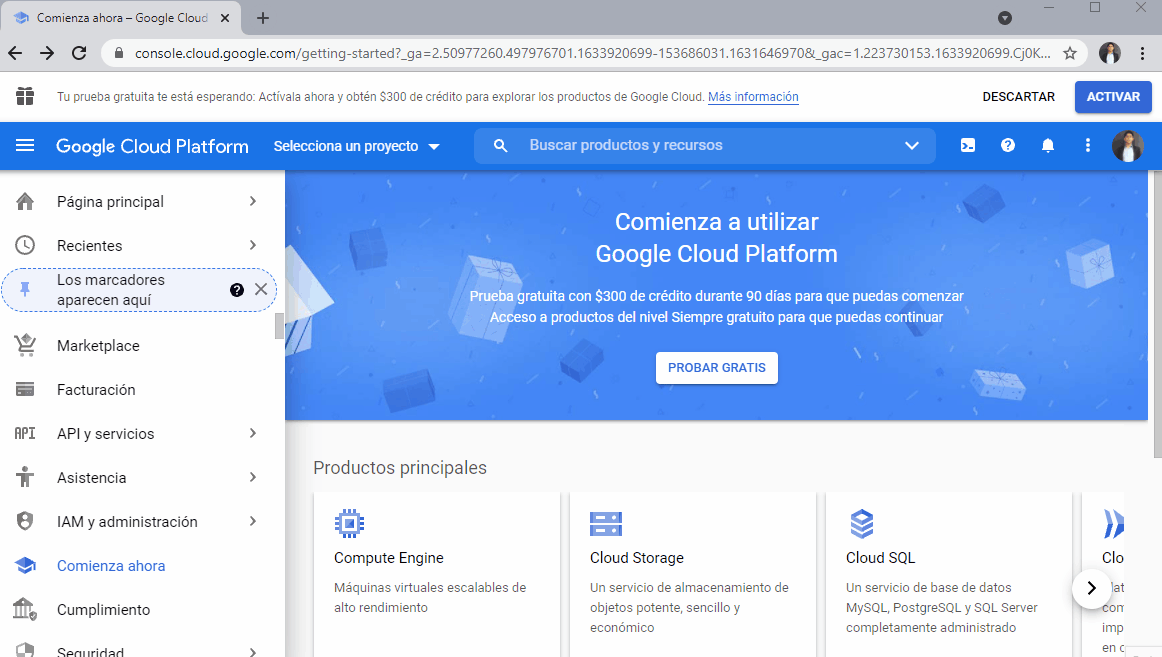 Comienza ahora – Google Cloud
console.cloud.google.com/getting-started?_ga=2.50977260.497976701.1633920699-153686031.1631646970&_gac=1.223730153.1633920699.Cj0K...
Tu prueba gratuita te está esperando: Actívala ahora y obtén $300 de crédito para explorar los productos de Google Cloud. Más información
DESCARTAR
ACTIVAR
Google Cloud Platform
Selecciona un proyecto
Buscar productos y recursos
Página principal
Recientes
Los marcadores
aparecen aquí
Marketplace
Facturación
API
API y servicios
Asistencia
IAM y administración
Comienza ahora
Cumplimiento
Seguridad
Comienza a utilizar
Google Cloud Platform
Prueba gratuita con $300 de crédito durante 90 días para que puedas comenzar
Acceso a productos del nivel Siempre gratuito para que puedas continuar
PROBAR GRATIS
Productos principales
Compute Engine
Máquinas virtuales escalables de
alto rendimiento
Cloud Storage
Un servicio de almacenamiento de
objetos potente, sencillo y
económico
Cloud SQL
Un servicio de base de datos
MySQL, PostgreSQL y SQL Server
completamente administrado